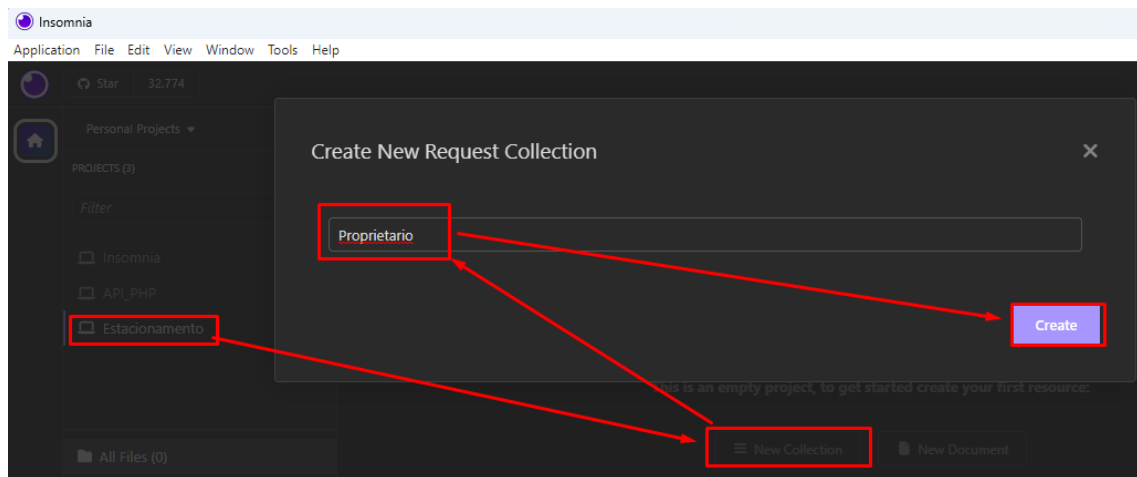 Insomnia
Application File Edit View Window Tools Help
Star 32.774
Personal Projects
PROJECTS (3)
Filter
Insomnia
API_PHP
Estacionamento
All Files (0)
Create New Request Collection
Proprietario
Create
This is an empty project, to get started create your first resource:
New Collection New Document